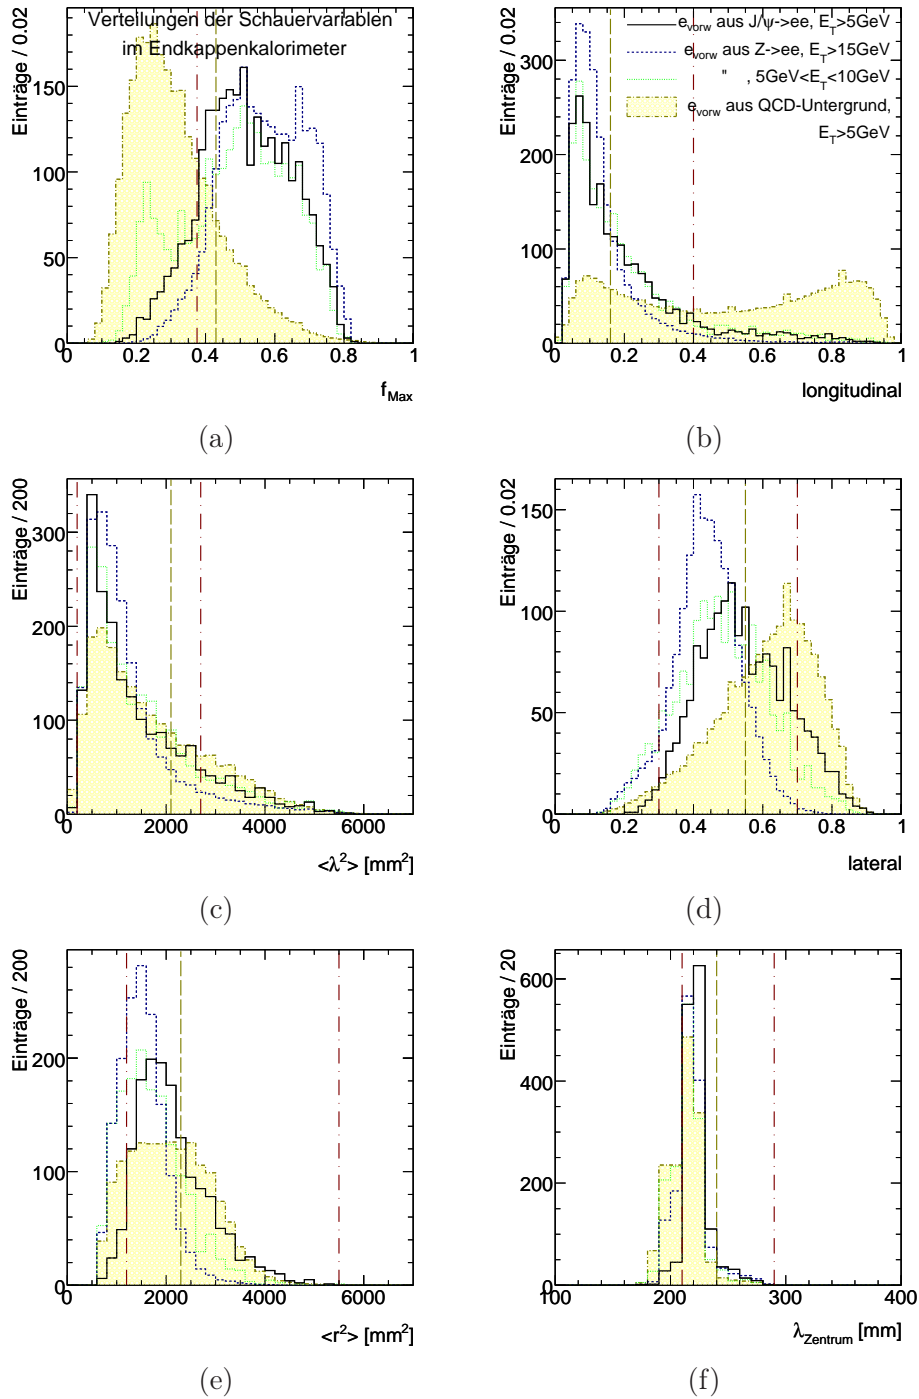 Verteilungen der Schauervariablen
im Endkappenkalorimeter
Einträge / 0.02
150
100
50
0
0.2
0.4
0.6
0.8
1
f_Max
(a)
e_vorw aus J/ψ->ee, E_T>5GeV
e_vorw aus Z->ee, E_T>15GeV
" , 5GeV<E_T<10GeV
e_vorw aus QCD-Untergrund,
E_T>5GeV
Einträge / 0.02
300
200
100
0
0
0.2
0.4
0.6
0.8
1
longitudinal
(b)
Einträge / 200
300
200
100
0
0
2000
4000
6000
<λ²> [mm²]
(c)
Einträge / 0.02
150
100
50
0
0
0.2
0.4
0.6
0.8
1
lateral
(d)
Einträge / 200
200
100
0
0
2000
4000
6000
<r²> [mm²]
(e)
Einträge / 20
600
400
200
0
100
200
300
400
λ_Zentrum [mm]
(f)